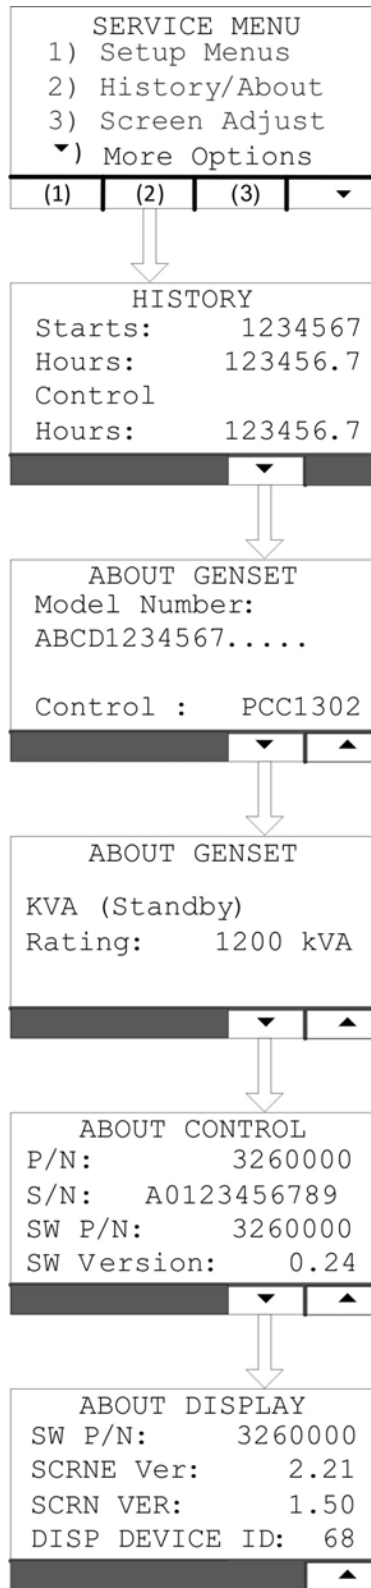 SERVICE MENU
1) Setup Menus
2) History/About
3) Screen Adjust
▼) More Options
(1) (2) (3) ▼
HISTORY
Starts: 1234567
Hours: 123456.7
Control
Hours: 123456.7
▼
ABOUT GENSET
Model Number:
ABCD1234567.....
Control : PCC1302
▼ ▲
ABOUT GENSET
KVA (Standby)
Rating: 1200 kVA
▼ ▲
ABOUT CONTROL
P/N: 3260000
S/N: A0123456789
SW P/N: 3260000
SW Version: 0.24
▼ ▲
ABOUT DISPLAY
SW P/N: 3260000
SCRNE Ver: 2.21
SCRN VER: 1.50
DISP DEVICE ID: 68
▲